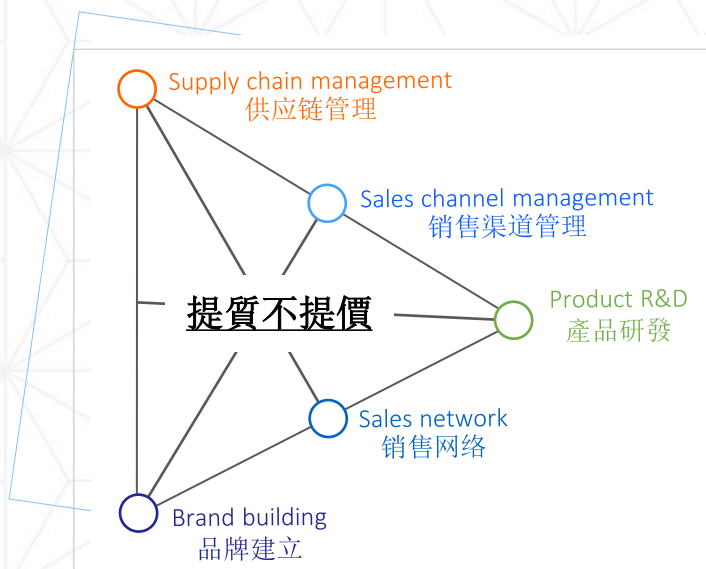 Supply chain management
供应链管理
Sales channel management
销售渠道管理
Product R&D
產品研發
提質不提價
Sales network
销售网络
Brand building
品牌建立